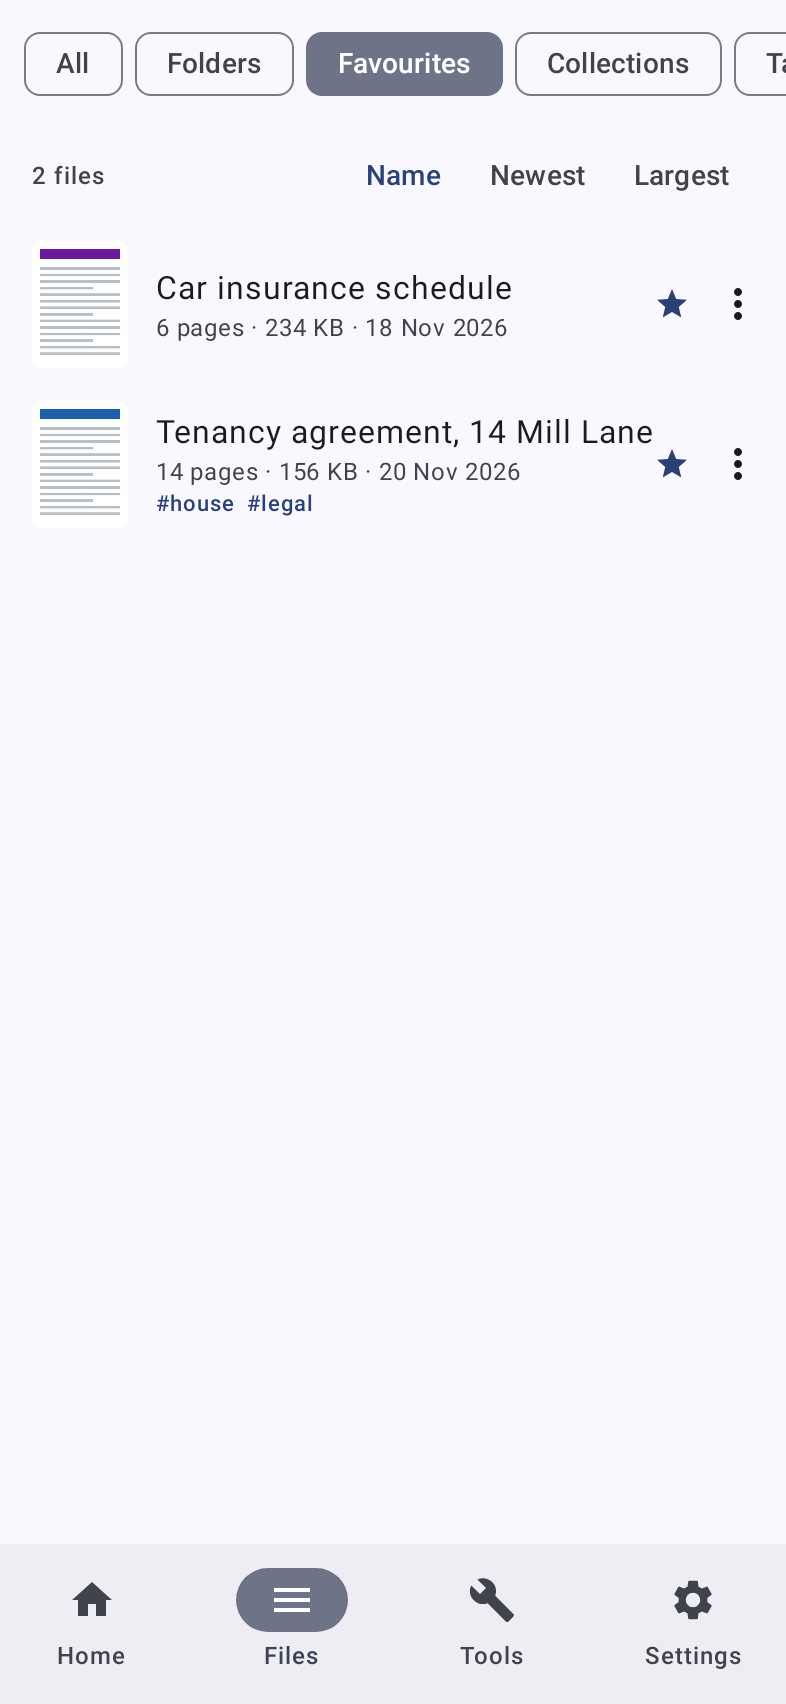 All Folders Favourites Collections
2 files Name Newest Largest
Car insurance schedule
6 pages · 234 KB · 18 Nov 2026
Tenancy agreement, 14 Mill Lane
14 pages · 156 KB · 20 Nov 2026
#house #legal
Home Files Tools Settings